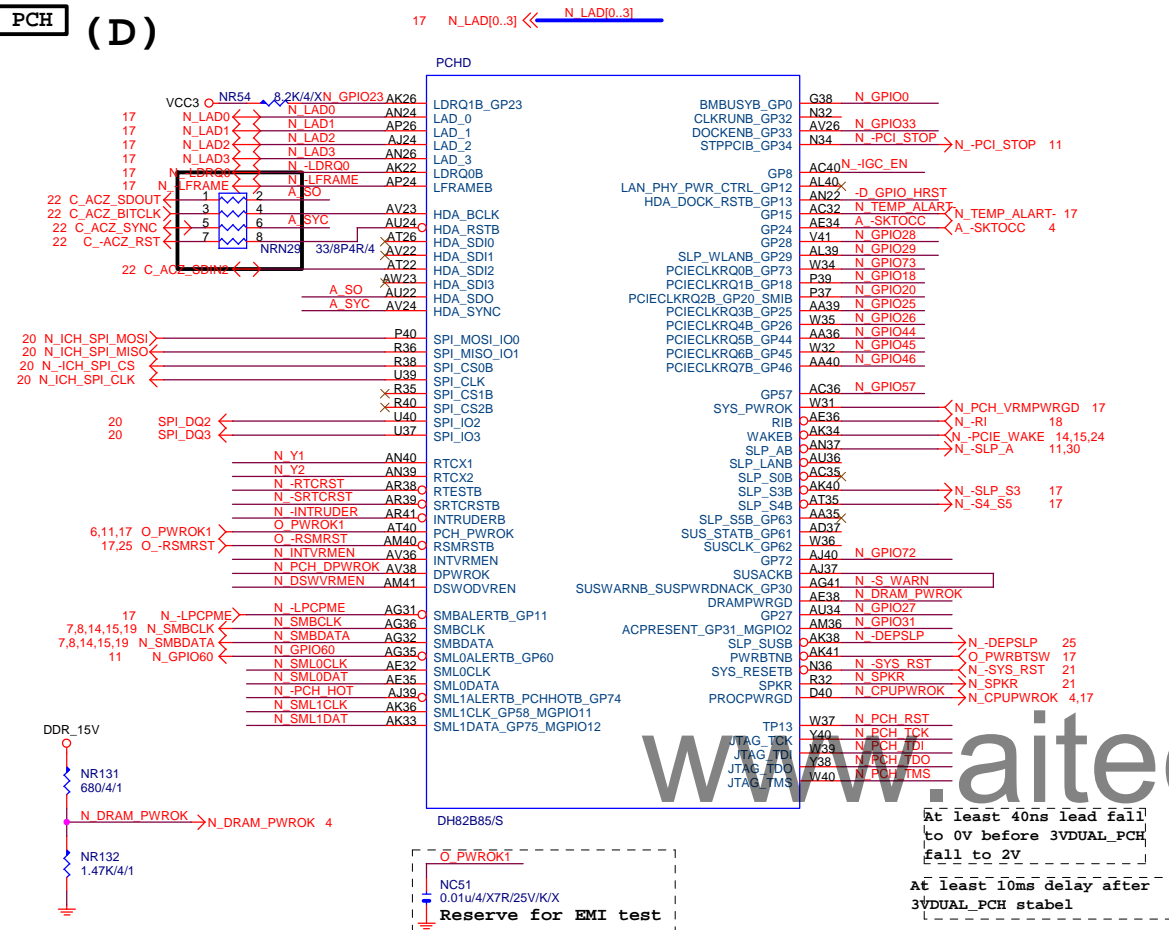 PCH
(D)
17 N_LAD[0..3] N_LAD[0..3]
PCHD
VCC3 NR54 8.2K/4/X N_GPIO23 AK26 LDRQ1B_GP23
17 N_LAD0 N_LAD0 AN24 LAD_0
17 N_LAD1 N_LAD1 AP26 LAD_1
17 N_LAD2 N_LAD2 AJ24 LAD_2
17 N_LAD3 N_LAD3 AN26 LAD_3
17 N_-LDRQ0 N_-LDRQ0 AK22 LDRQ0B
17 N_-LFRAME N_-LFRAME AP24 LFRAMEB
22 C_ACZ_SDOUT 1 2 A_SO
22 C_ACZ_BITCLK 3 4 AV23 HDA_BCLK
22 C_ACZ_SYNC 5 6 A_SYC AU24 HDA_RSTB
22 C_-ACZ_RST 7 8 AT26 HDA_SDI0
NRN29 33/8P4R/4 AV22 HDA_SDI1
22 C_ACZ_SDIN2 AT22 HDA_SDI2
AW23 HDA_SDI3
A_SO AU22 HDA_SDO
A_SYC AV24 HDA_SYNC
20 N_ICH_SPI_MOSI P40 SPI_MOSI_IO0
20 N_ICH_SPI_MISO R36 SPI_MISO_IO1
20 N_-ICH_SPI_CS R38 SPI_CS0B
20 N_ICH_SPI_CLK U39 SPI_CLK
R35 SPI_CS1B
R40 SPI_CS2B
20 SPI_DQ2 U40 SPI_IO2
20 SPI_DQ3 U37 SPI_IO3
N_Y1 AN40 RTCX1
N_Y2 AN39 RTCX2
N_-RTCRST AR38 RTESTB
N_-SRTCRST AR39 SRTCRSTB
N_-INTRUDER AR41 INTRUDERB
6,11,17 O_PWROK1 O_PWROK1 AT40 PCH_PWROK
17,25 O_-RSMRST O_-RSMRST AM40 RSMRSTB
N_INTVRMEN AV36 INTVRMEN
N_PCH_DPWROK AV38 DPWROK
N_DSWVRMEN AM41 DSWODVREN
17 N_-LPCPME N_-LPCPME AG31 SMBALERTB_GP11
7,8,14,15,19 N_SMBCLK N_SMBCLK AG36 SMBCLK
7,8,14,15,19 N_SMBDATA N_SMBDATA AG32 SMBDATA
11 N_GPIO60 N_GPIO60 AG35 SML0ALERTB_GP60
N_SML0CLK AE32 SML0CLK
N_SML0DAT AE35 SML0DATA
N_-PCH_HOT AJ39 SML1ALERTB_PCHHOTB_GP74
N_SML1CLK AK36 SML1CLK_GP58_MGPIO11
N_SML1DAT AK33 SML1DATA_GP75_MGPIO12
BMBUSYB_GP0 G38 N_GPIO0
CLKRUNB_GP32 N32
DOCKENB_GP33 AV26 N_GPIO33
STPPCIB_GP34 N34 N_-PCI_STOP N_-PCI_STOP 11
GP8 AC40 N_-IGC_EN
LAN_PHY_PWR_CTRL_GP12 AL40
HDA_DOCK_RSTB_GP13 AN22 -D_GPIO_HRST
GP15 AC32 N_TEMP_ALART- N_TEMP_ALART- 17
GP24 AE34 A_-SKTOCC A_-SKTOCC 4
GP28 V41 N_GPIO28
SLP_WLANB_GP29 AL39 N_GPIO29
PCIECLKRQ0B_GP73 W34 N_GPIO73
PCIECLKRQ1B_GP18 P39 N_GPIO18
PCIECLKRQ2B_GP20_SMIB P37 N_GPIO20
PCIECLKRQ3B_GP25 AA39 N_GPIO25
PCIECLKRQ4B_GP26 W35 N_GPIO26
PCIECLKRQ5B_GP44 AA36 N_GPIO44
PCIECLKRQ6B_GP45 W32 N_GPIO45
PCIECLKRQ7B_GP46 AA40 N_GPIO46
GP57 AC36 N_GPIO57
SYS_PWROK W31 N_PCH_VRMPWRGD 17
RIB AE36 N_-RI 18
WAKEB AK34 N_-PCIE_WAKE 14,15,24
SLP_AB AN37 N_-SLP_A 11,30
SLP_LANB AU36
SLP_S0B AC35
SLP_S3B AK40 N_-SLP_S3 17
SLP_S4B AT35 N_-S4_S5 17
SLP_S5B_GP63 AA35
SUS_STATB_GP61 AD37
SUSCLK_GP62 W36
GP72 AJ40 N_GPIO72
SUSACKB AJ37
SUSWARNB_SUSPWRDNACK_GP30 AG41 N_-S_WARN
DRAMPWRGD AE38 N_DRAM_PWROK
GP27 AU34 N_GPIO27
ACPRESENT_GP31_MGPIO2 AM36 N_GPIO31
SLP_SUSB AK38 N_-DEPSLP N_-DEPSLP 25
PWRBTNB AK41 O_PWRBTSW 17
SYS_RESETB N36 N_-SYS_RST N_-SYS_RST 21
SPKR R32 N_SPKR N_SPKR 21
PROCPWRGD D40 N_CPUPWROK N_CPUPWROK 4,17
TP13 W37 N_PCH_RST
JTAG_TCK Y40 N_PCH_TCK
JTAG_TDI W39 N_PCH_TDI
JTAG_TDO Y38 N_PCH_TDO
JTAG_TMS W40 N_PCH_TMS
DH82B85/S
www.aitec
DDR_15V
NR131
680/4/1
N_DRAM_PWROK N_DRAM_PWROK 4
NR132
1.47K/4/1
O_PWROK1
NC51
0.01u/4/X7R/25V/K/X
Reserve for EMI test
At least 40ns lead fall
to 0V before 3VDUAL_PCH
fall to 2V
At least 10ms delay after
3VDUAL_PCH stabel